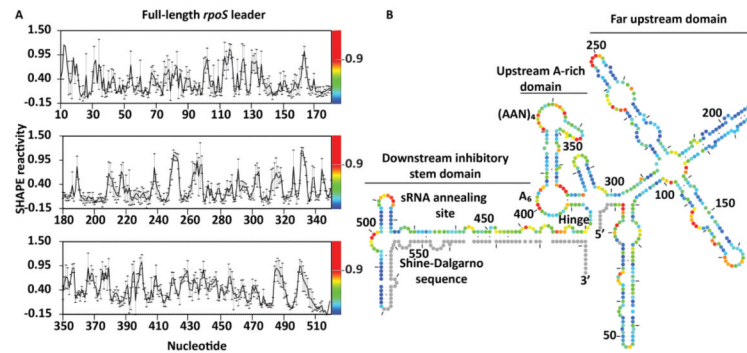 A
Full-length rpoS leader
B
Far upstream domain
SHAPE reactivity
1.50
0.95
0.40
-0.15
0.9
10 30 50 70 90 110 130 150 170
1.50
0.95
0.40
-0.15
0.9
180 200 220 240 260 280 300 320 340
1.50
0.95
0.40
-0.15
0.9
350 370 390 410 430 450 470 490 510
Nucleotide
250
Upstream A-rich
domain
200
(AAN)4
350
Downstream inhibitory
stem domain
300
sRNA annealing
site
A6
100
150
500
450
400
Hinge
5'
550
Shine-Dalgarno
sequence
3'
50